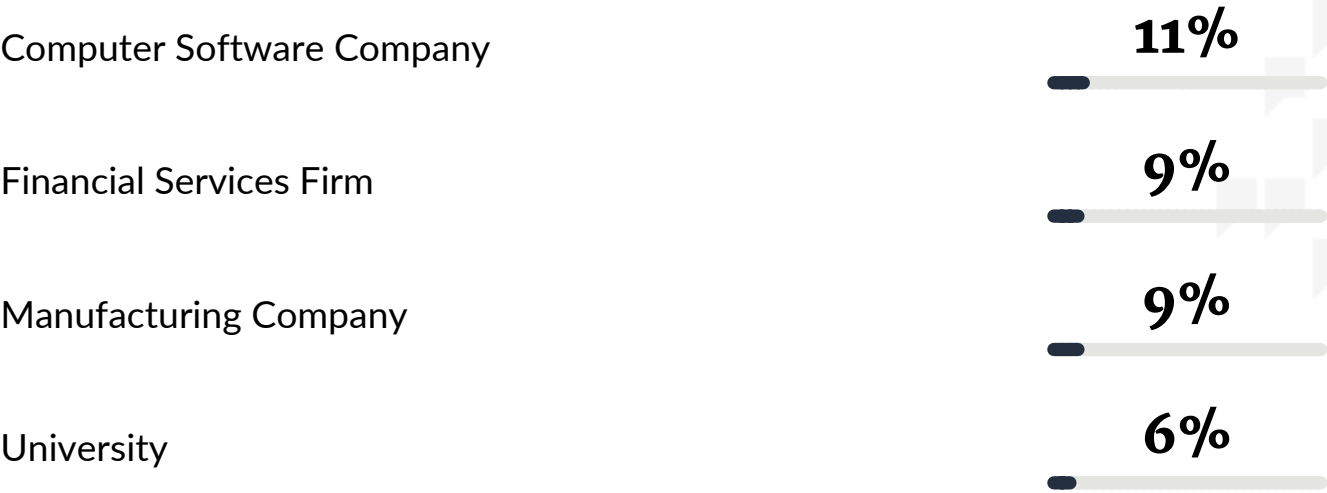 Computer Software Company 11%
Financial Services Firm 9%
Manufacturing Company 9%
University 6%